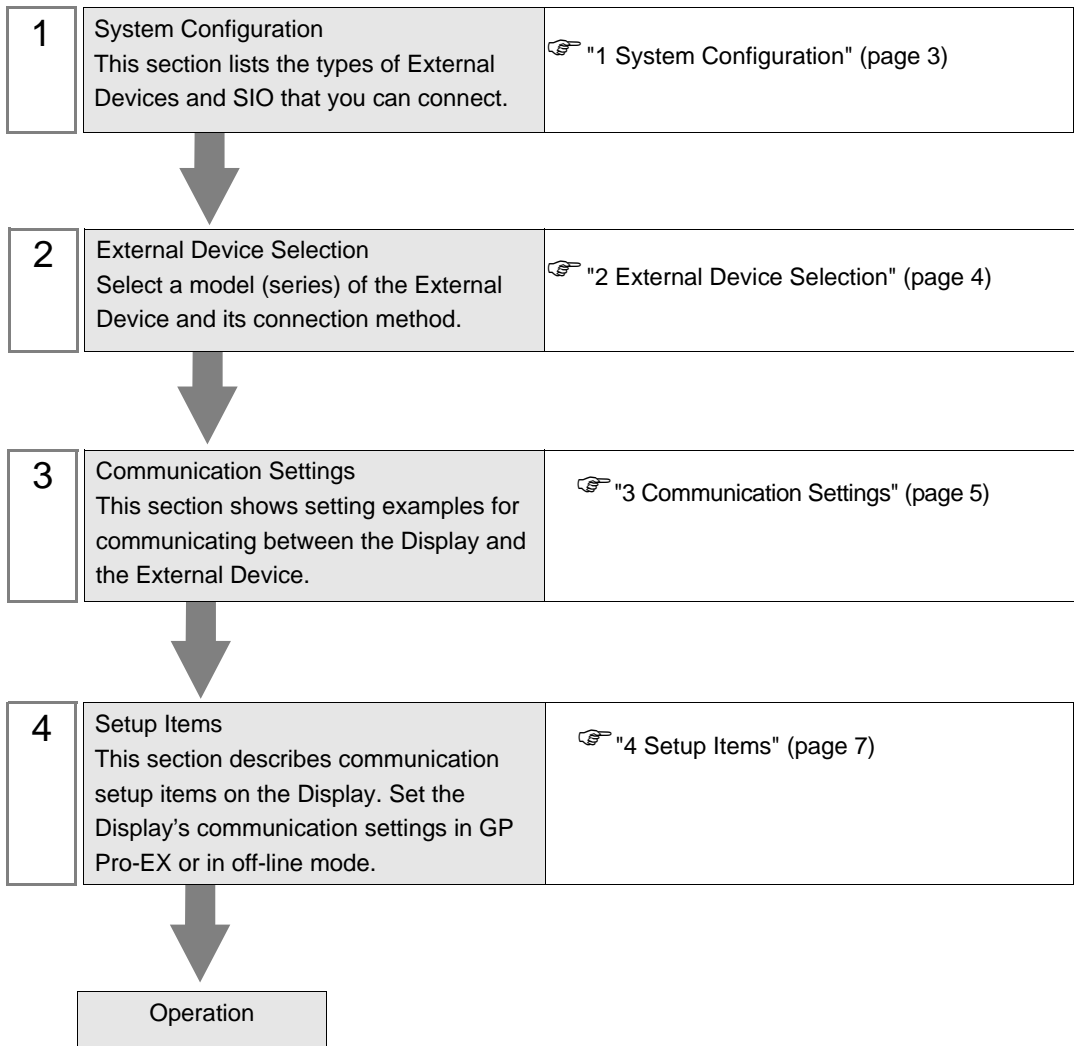 1
System Configuration
This section lists the types of External
Devices and SIO that you can connect.
"1 System Configuration" (page 3)
2
External Device Selection
Select a model (series) of the External
Device and its connection method.
"2 External Device Selection" (page 4)
3
Communication Settings
This section shows setting examples for
communicating between the Display and
the External Device.
"3 Communication Settings" (page 5)
4
Setup Items
This section describes communication
setup items on the Display. Set the
Display's communication settings in GP
Pro-EX or in off-line mode.
"4 Setup Items" (page 7)
Operation